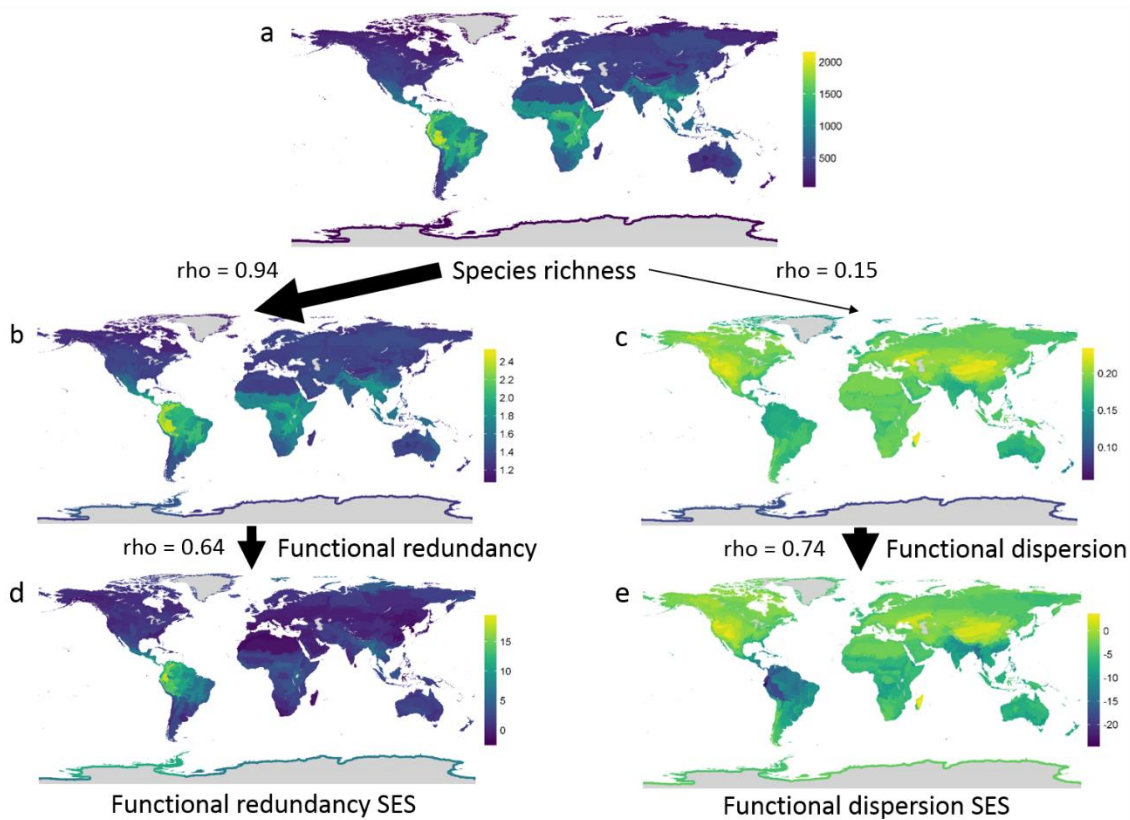 a
2000
1500
1000
500
rho = 0.94
Species richness
rho = 0.15
b
2.4
2.2
2.0
1.8
1.6
1.4
1.2
c
0.20
0.15
0.10
rho = 0.64
Functional redundancy
rho = 0.74
Functional dispersion
d
15
10
5
0
e
0
-5
-10
-15
-20
Functional redundancy SES
Functional dispersion SES